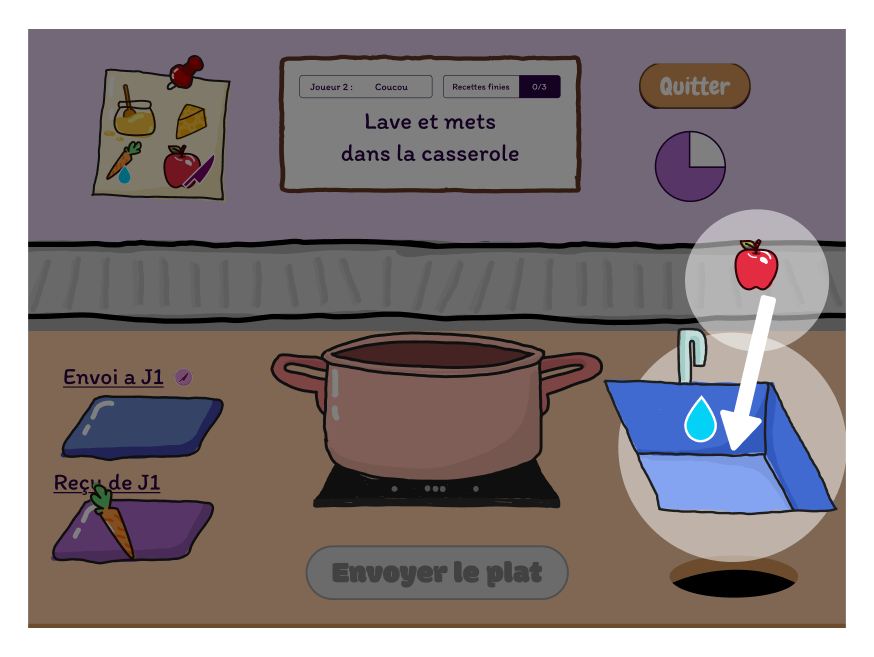 Joueur 2 : Coucou
Recettes finies 0/3
Quitter
Lave et mets
dans la casserole
Envoi a J1
Reçu de J1
Envoyer le plat